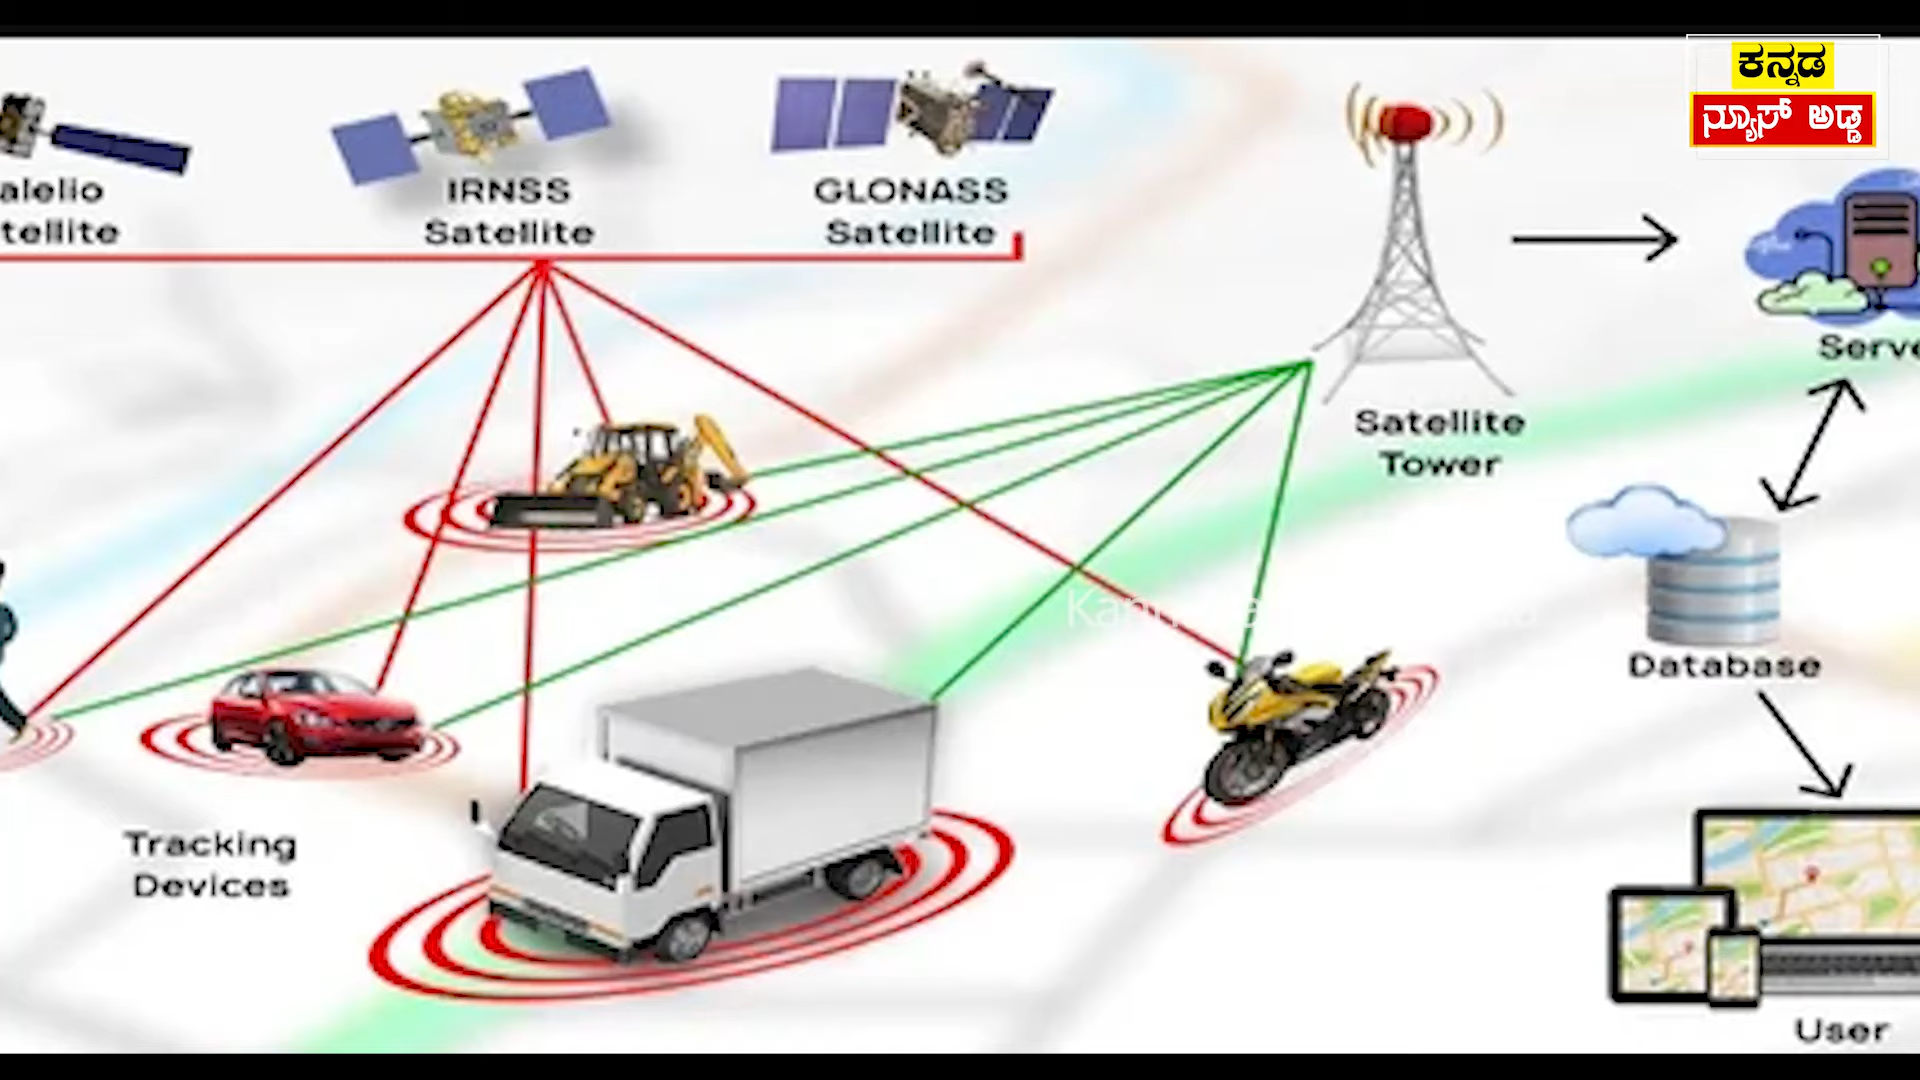 ಕನ್ನಡ
ನ್ಯೂಸ್ ಅಡ್ಡ
alelio
tellite
IRNSS
Satellite
GLONASS
Satellite
Serve
Satellite
Tower
Database
Tracking
Devices
User